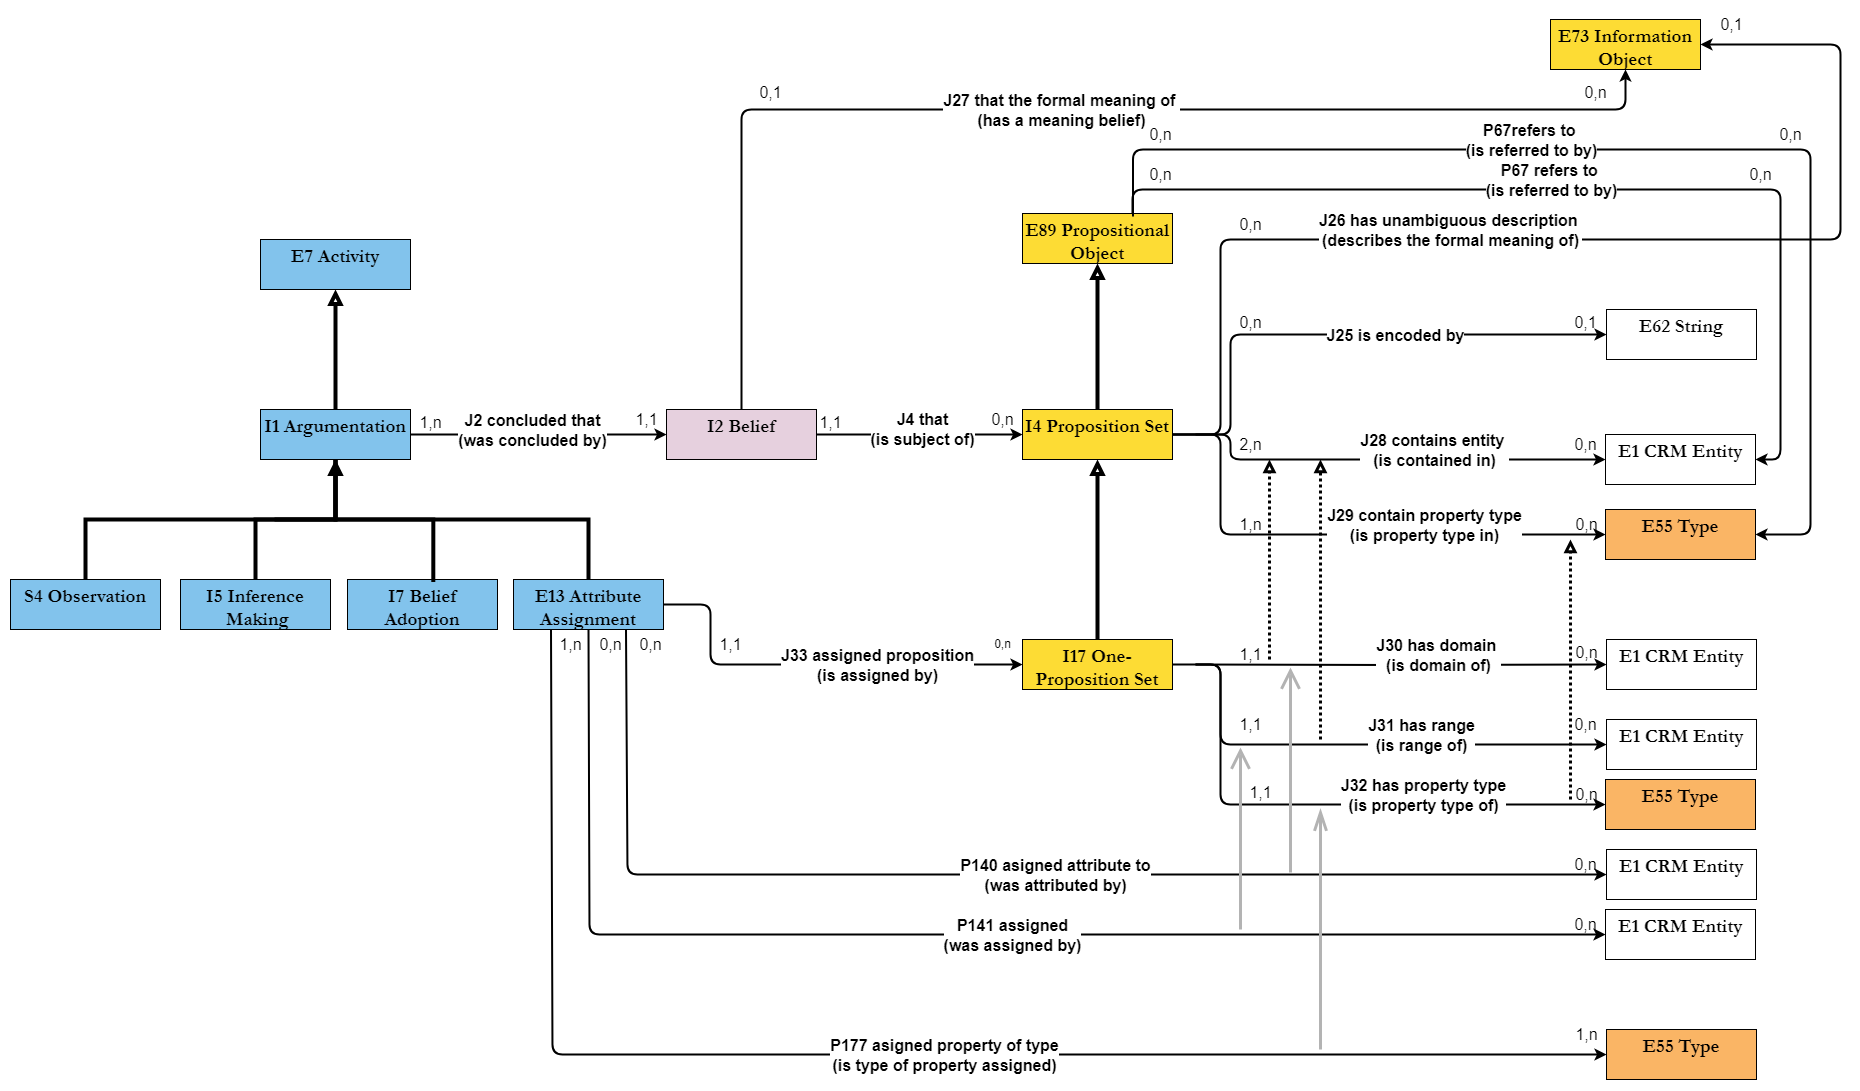 E73 Information
Object
0,1
0,1
J27 that the formal meaning of
(has a meaning belief)
0,n
0,n
P67refers to
(is referred to by)
0,n
0,n
P67 refers to
(is referred to by)
0,n
E89 Propositional
Object
0,n
J26 has unambiguous description
(describes the formal meaning of)
E7 Activity
0,n
J25 is encoded by
0,1
E62 String
I1 Argumentation
1,n
J2 concluded that
(was concluded by)
1,1
I2 Belief
1,1
J4 that
(is subject of)
0,n
I4 Proposition Set
2,n
J28 contains entity
(is contained in)
0,n
E1 CRM Entity
1,n
J29 contain property type
(is property type in)
0,n
E55 Type
S4 Observation
I5 Inference
Making
I7 Belief
Adoption
E13 Attribute
Assignment
1,n
0,n
0,n
1,1
J33 assigned proposition
(is assigned by)
0,n
I17 One-
Proposition Set
1,1
J30 has domain
(is domain of)
0,n
E1 CRM Entity
1,1
J31 has range
(is range of)
0,n
E1 CRM Entity
1,1
J32 has property type
(is property type of)
0,n
E55 Type
P140 asigned attribute to
(was attributed by)
0,n
E1 CRM Entity
P141 assigned
(was assigned by)
0,n
E1 CRM Entity
P177 asigned property of type
(is type of property assigned)
1,n
E55 Type